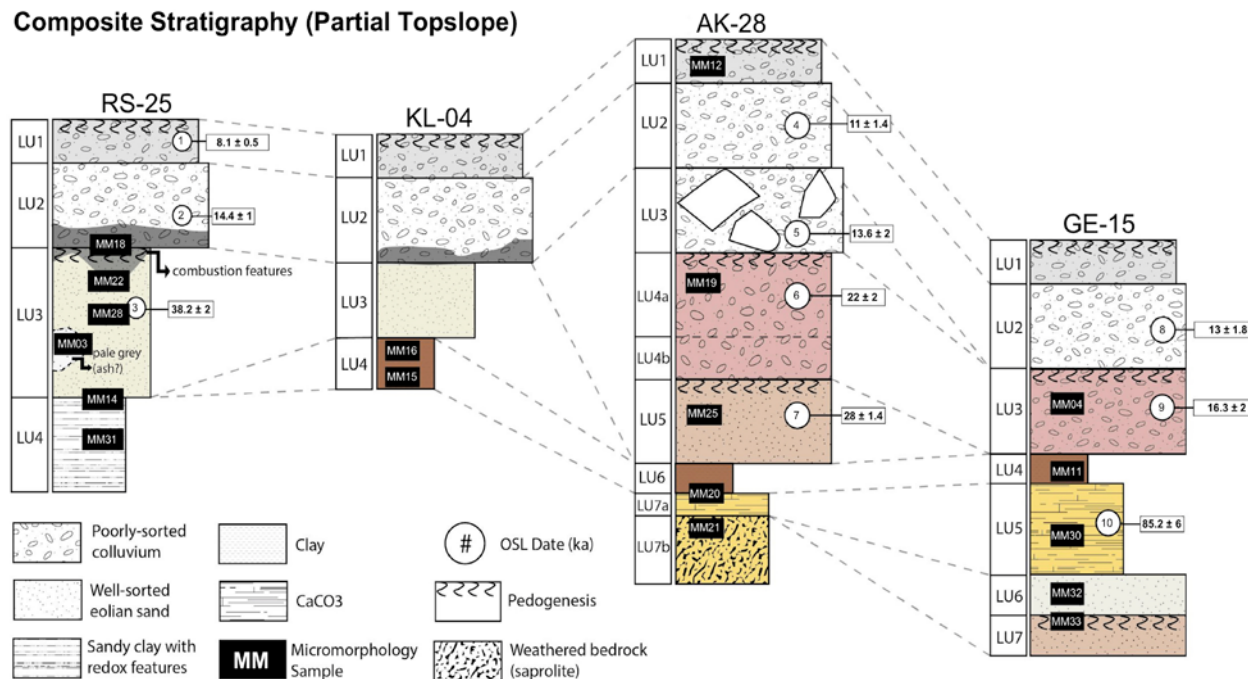 Composite Stratigraphy (Partial Topslope)
RS-25
LU1
1
8.1 ± 0.5
LU2
2
14.4 ± 1
MM18
combustion features
LU3
MM22
MM28
3
38.2 ± 2
MM03
pale grey
(ash?)
MM14
LU4
MM31
KL-04
LU1
LU2
LU3
LU4
MM16
MM15
AK-28
LU1
MM12
LU2
4
11 ± 1.4
LU3
5
13.6 ± 2
LU4a
MM19
6
22 ± 2
LU4b
LU5
MM25
7
28 ± 1.4
LU6
MM20
LU7a
MM21
LU7b
GE-15
LU1
LU2
8
13 ± 1.8
LU3
MM04
9
16.3 ± 2
LU4
MM11
LU5
10
85.2 ± 6
MM30
LU6
MM32
MM33
LU7
Poorly-sorted
colluvium
Clay
#
OSL Date (ka)
Well-sorted
eolian sand
CaCO3
Pedogenesis
Sandy clay with
redox features
MM
Micromorphology
Sample
Weathered bedrock
(saprolite)